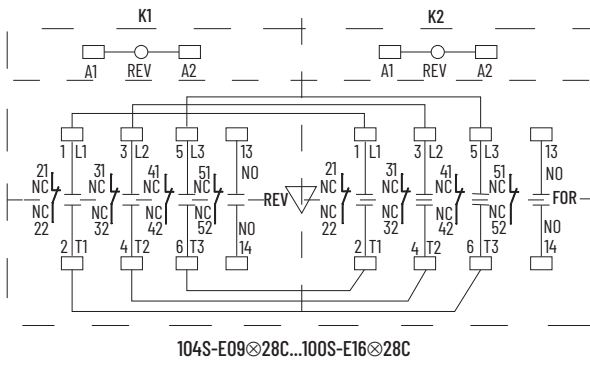 K1 K2
A1 REV A2 A1 REV A2
1 L1 3 L2 5 L3 13 1 L1 3 L2 5 L3 13
21 31 41 51 21 31 41 51
NC NC NC NC NO NC NC NC NC NO
REV FOR
NC NC NC NC NO NC NC NC NC NO
22 32 42 52 14 22 32 42 52 14
2 T1 4 T2 6 T3 2 T1 4 T2 6 T3
104S-E09⊗28C...100S-E16⊗28C